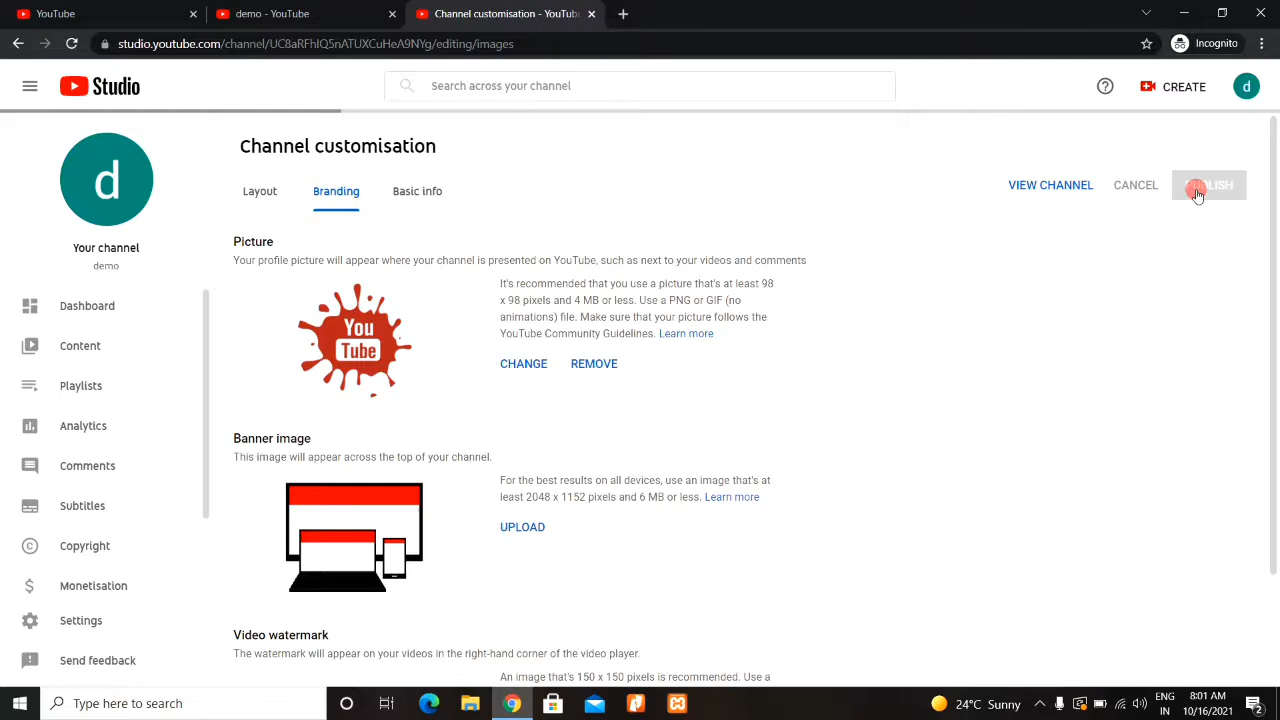 YouTube
demo - YouTube
Channel customisation - YouTube
studio.youtube.com/channel/UC8aRFhIQ5nATUXCuHeA9NYg/editing/images
Incognito
Studio
Search across your channel
CREATE
d
d
Your channel
demo
Dashboard
Content
Playlists
Analytics
Comments
Subtitles
Copyright
Monetisation
Settings
Send feedback
Channel customisation
Layout
Branding
Basic info
VIEW CHANNEL
CANCEL
PUBLISH
Picture
Your profile picture will appear where your channel is presented on YouTube, such as next to your videos and comments
You
Tube
It's recommended that you use a picture that's at least 98
x 98 pixels and 4 MB or less. Use a PNG or GIF (no
animations) file. Make sure that your picture follows the
YouTube Community Guidelines. Learn more
CHANGE
REMOVE
Banner image
This image will appear across the top of your channel.
For the best results on all devices, use an image that's at
least 2048 x 1152 pixels and 6 MB or less. Learn more
UPLOAD
Video watermark
The watermark will appear on your videos in the right-hand corner of the video player.
An image that's 150 x 150 pixels is recommended. Use a
Type here to search
24°C Sunny
ENG
IN
8:01 AM
10/16/2021
2